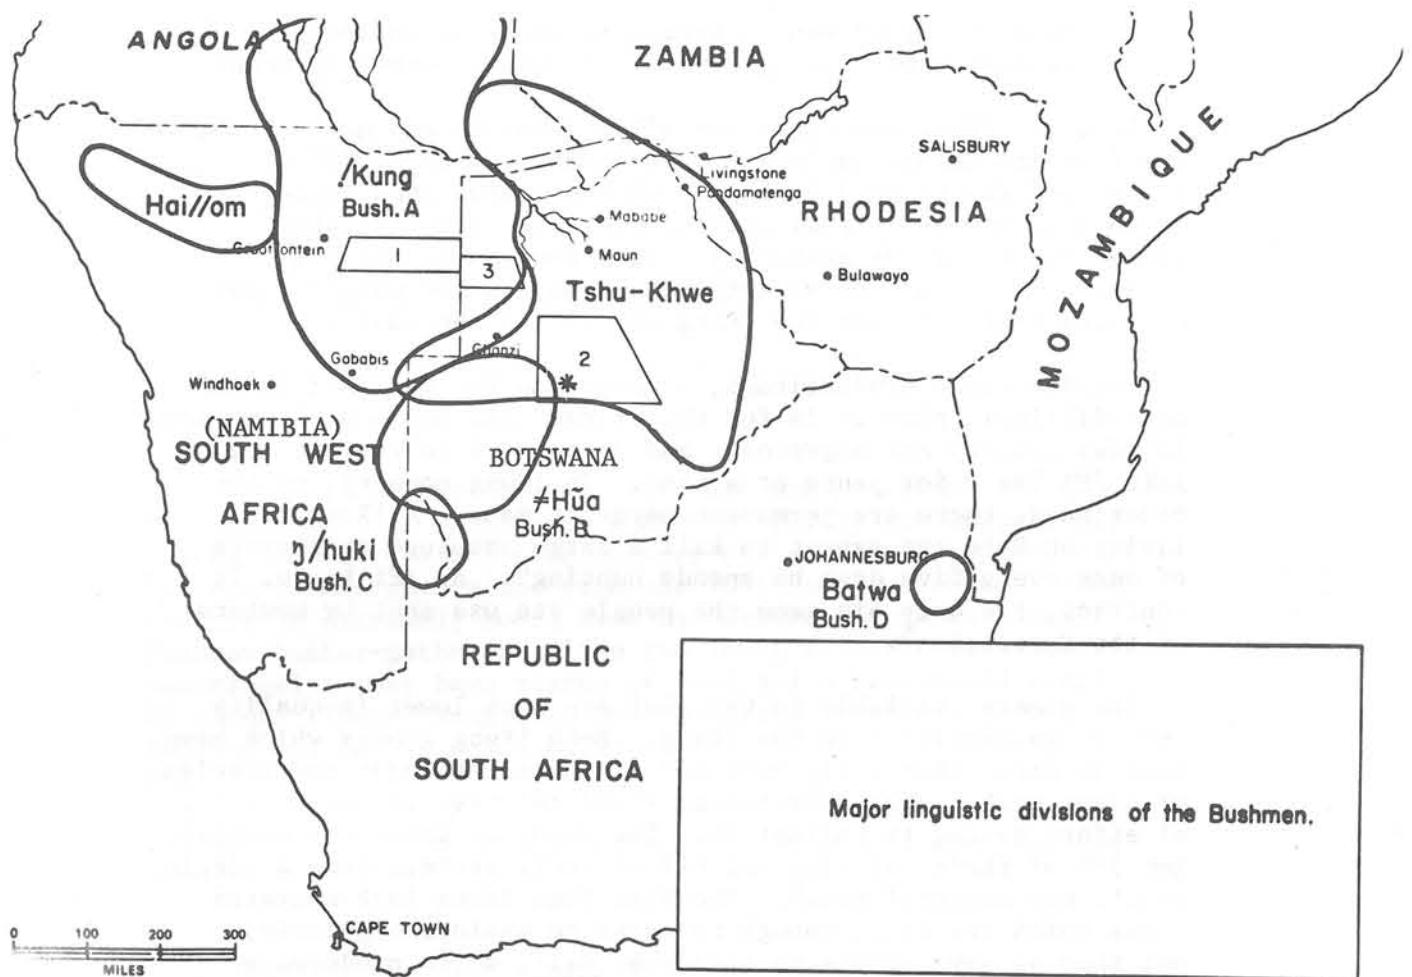 ANGOLA
ZAMBIA
!Kung
Bush. A
Hai//om
Grootfontein
1
3
2
Livingstone
Pandamatenga
Mababe
Maun
Tshu-Khwe
SALISBURY
RHODESIA
Bulawayo
MOZAMBIQUE
Ghanzi
Gobabis
Windhoek
*
(NAMIBIA)
SOUTH WEST
AFRICA
BOTSWANA
≠Hũa
Bush. B
ŋ/huki
Bush.
JOHANNESBURG
Batwa
Bush. D
REPUBLIC
OF
SOUTH AFRICA
Major linguistic divisions of the Bushmen.
CAPE TOWN
0 100 200 300
MILES